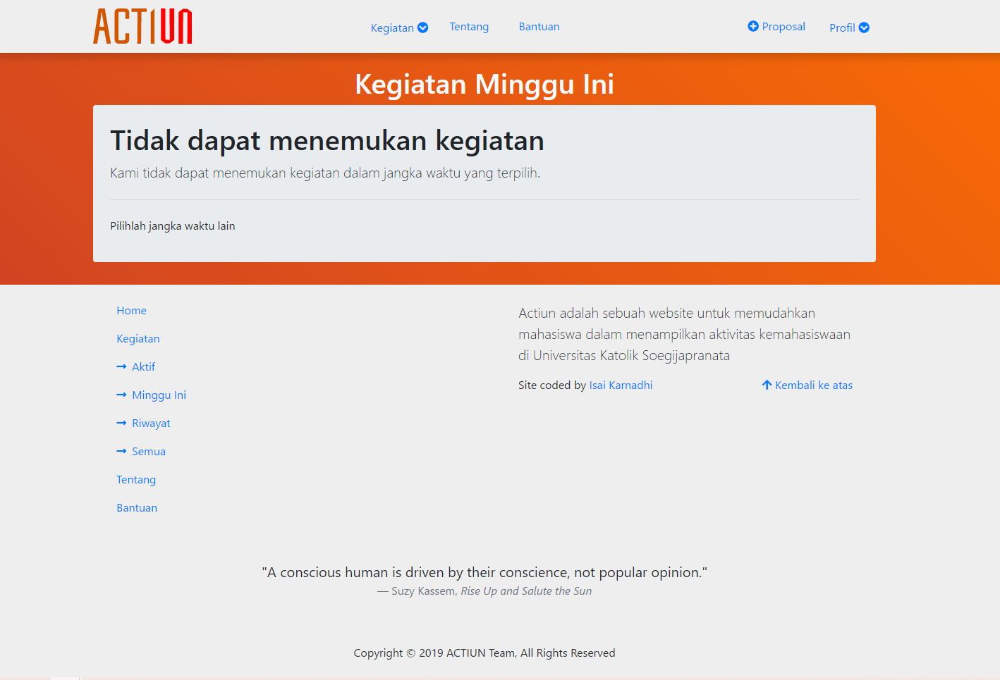 ACTIUN
Kegiatan
Tentang
Bantuan
Proposal
Profil
Kegiatan Minggu Ini
Tidak dapat menemukan kegiatan
Kami tidak dapat menemukan kegiatan dalam jangka waktu yang terpilih.
Pilihlah jangka waktu lain
Home
Kegiatan
→ Aktif
→ Minggu Ini
→ Riwayat
→ Semua
Tentang
Bantuan
Actiun adalah sebuah website untuk memudahkan
mahasiswa dalam menampilkan aktivitas kemahasiswaan
di Universitas Katolik Soegijapranata
Site coded by Isai Karnadhi
↑ Kembali ke atas
"A conscious human is driven by their conscience, not popular opinion."
— Suzy Kassem, Rise Up and Salute the Sun
Copyright © 2019 ACTIUN Team, All Rights Reserved